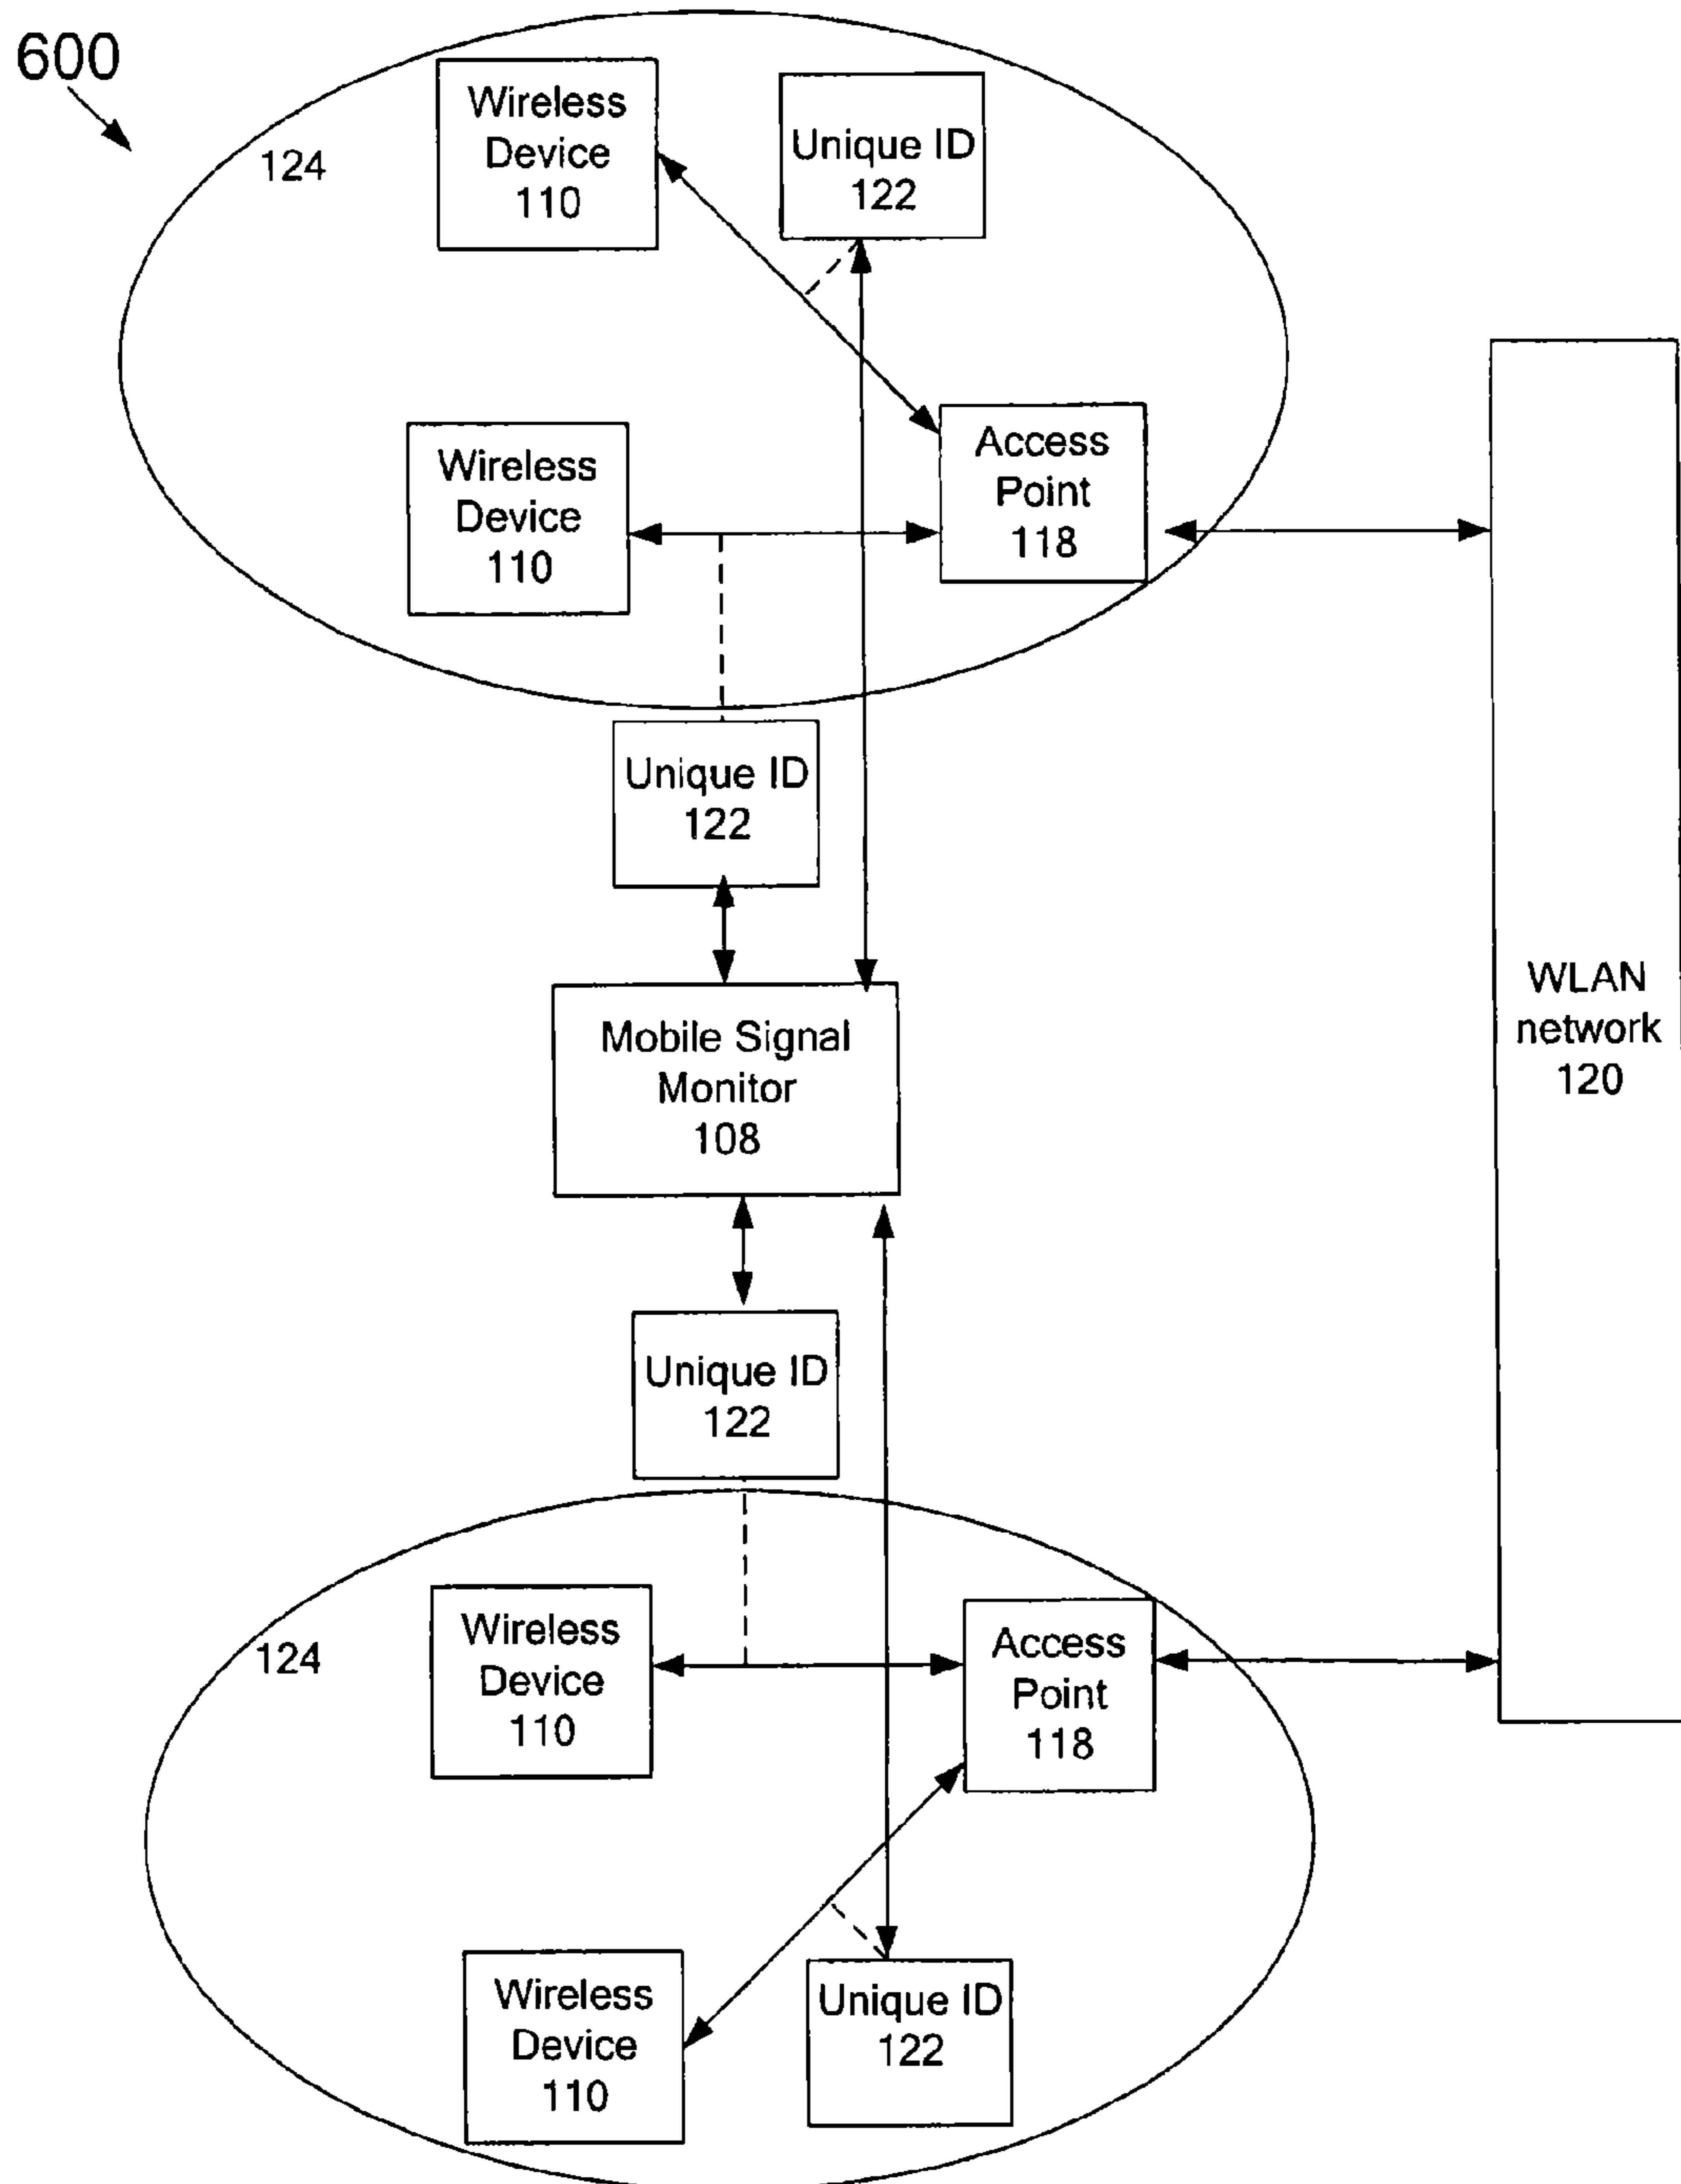 600
124
Wireless
Device
110
Unique ID
122
Wireless
Device
110
Access
Point
118
Unique ID
122
Mobile Signal
Monitor
108
WLAN
network
120
Unique ID
122
124
Wireless
Device
110
Access
Point
118
Wireless
Device
110
Unique ID
122